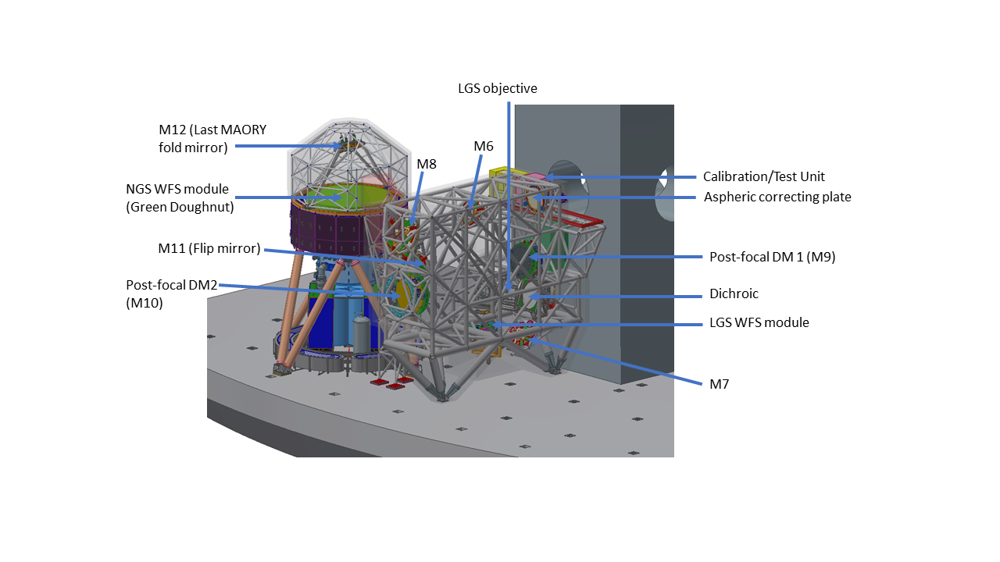 LGS objective
M12 (Last MAORY
fold mirror)
M6
M8
NGS WFS module
(Green Doughnut)
M11 (Flip mirror)
Post-focal DM2
(M10)
Calibration/Test Unit
Aspheric correcting plate
Post-focal DM 1 (M9)
Dichroic
LGS WFS module
M7